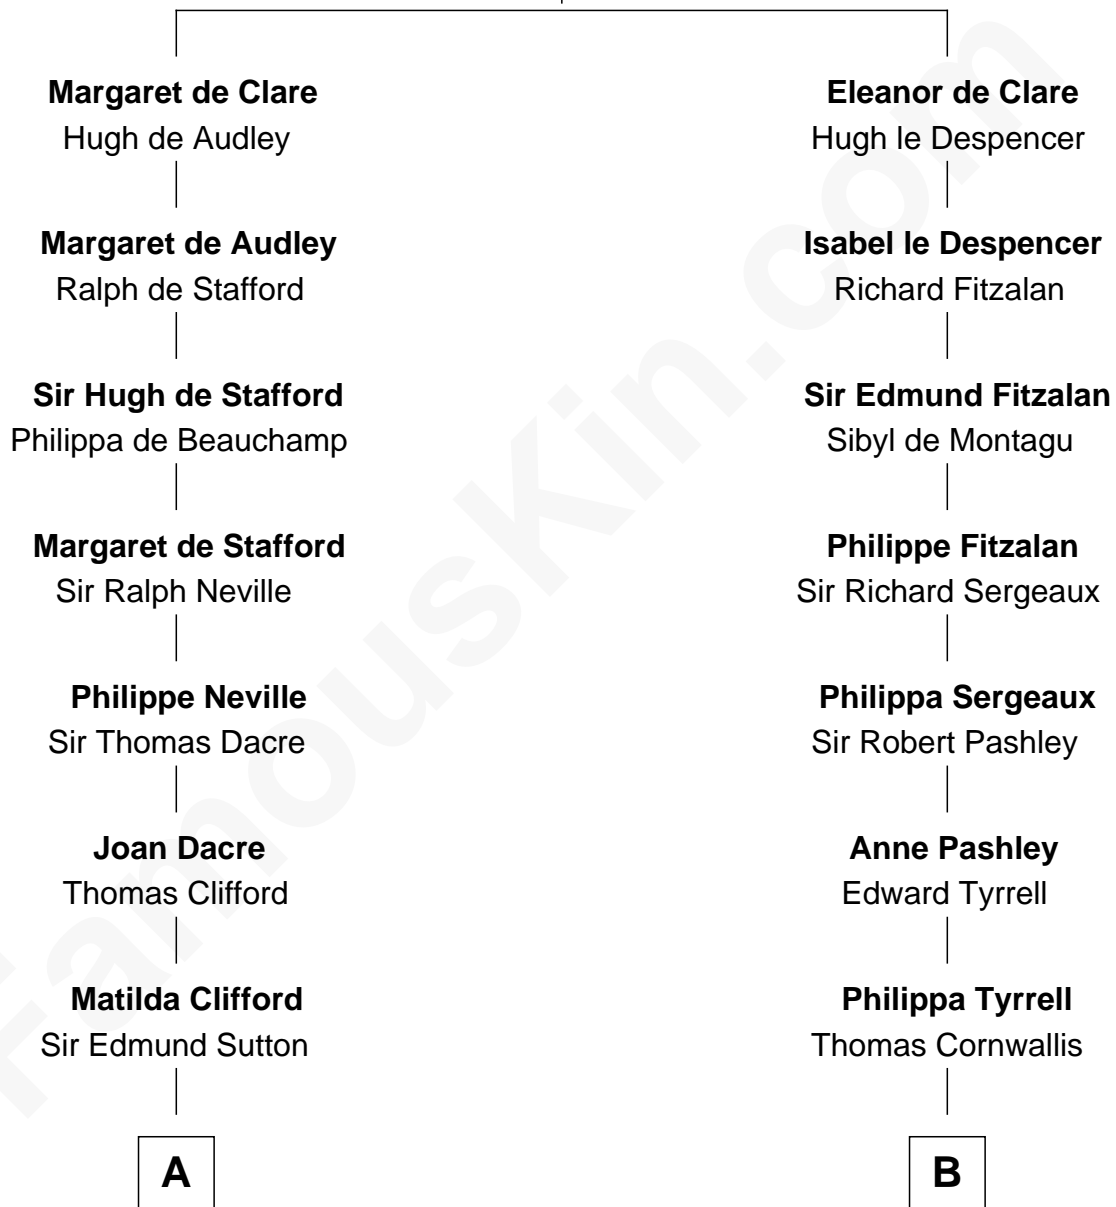 Margaret de Clare
Hugh de Audley
Margaret de Audley
Ralph de Stafford
Sir Hugh de Stafford
Philippa de Beauchamp
Margaret de Stafford
Sir Ralph Neville
Philippe Neville
Sir Thomas Dacre
Joan Dacre
Thomas Clifford
Matilda Clifford
Sir Edmund Sutton
A
Eleanor de Clare
Hugh le Despencer
Isabel le Despencer
Richard Fitzalan
Sir Edmund Fitzalan
Sibyl de Montagu
Philippe Fitzalan
Sir Richard Sergeaux
Philippa Sergeaux
Sir Robert Pashley
Anne Pashley
Edward Tyrrell
Philippa Tyrrell
Thomas Cornwallis
B
FamousKin.com